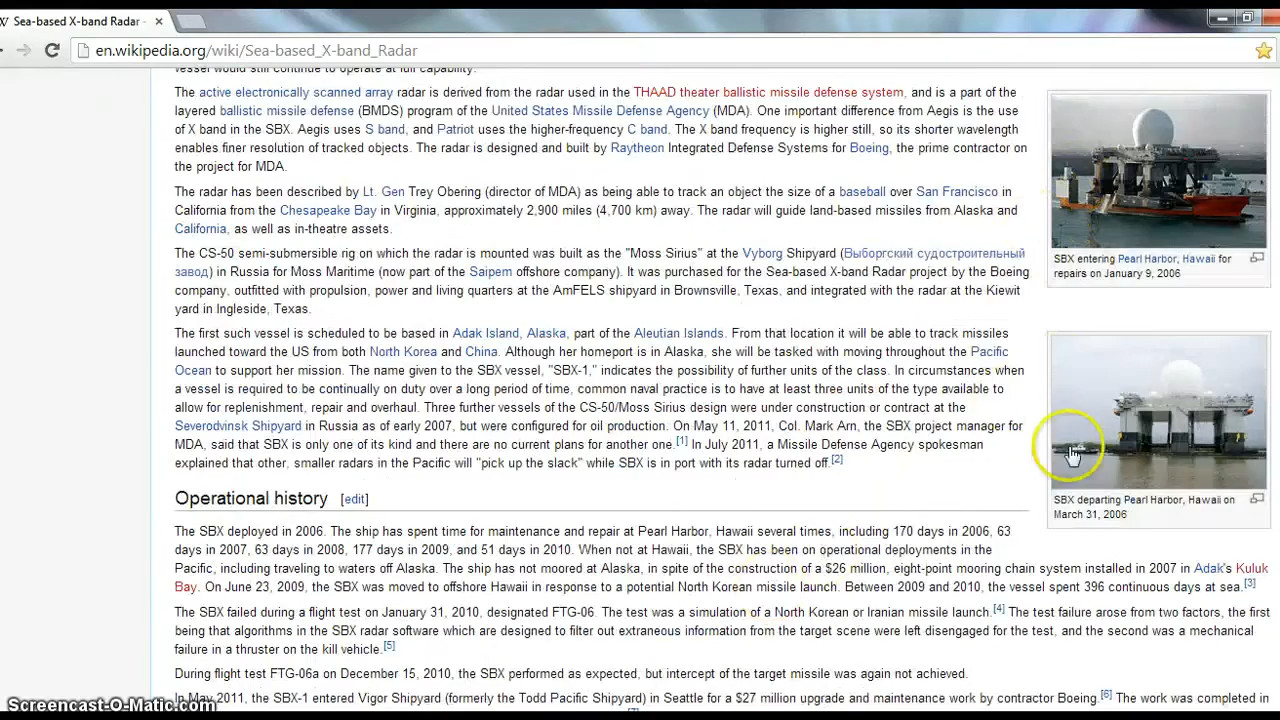 Sea-based X-band Radar -
en.wikipedia.org/wiki/Sea-based_X-band_Radar
vessel would still continue to operate at full capability.
The active electronically scanned array radar is derived from the radar used in the THAAD theater ballistic missile defense system, and is a part of the
layered ballistic missile defense (BMDS) program of the United States Missile Defense Agency (MDA). One important difference from Aegis is the use
of X band in the SBX. Aegis uses S band, and Patriot uses the higher-frequency C band. The X band frequency is higher still, so its shorter wavelength
enables finer resolution of tracked objects. The radar is designed and built by Raytheon Integrated Defense Systems for Boeing, the prime contractor on
the project for MDA.
The radar has been described by Lt. Gen Trey Obering (director of MDA) as being able to track an object the size of a baseball over San Francisco in
California from the Chesapeake Bay in Virginia, approximately 2,900 miles (4,700 km) away. The radar will guide land-based missiles from Alaska and
California, as well as in-theatre assets.
SBX entering Pearl Harbor, Hawaii for
repairs on January 9, 2006
The CS-50 semi-submersible rig on which the radar is mounted was built as the "Moss Sirius" at the Vyborg Shipyard (Выборгский судостроительный
завод) in Russia for Moss Maritime (now part of the Saipem offshore company). It was purchased for the Sea-based X-band Radar project by the Boeing
company, outfitted with propulsion, power and living quarters at the AmFELS shipyard in Brownsville, Texas, and integrated with the radar at the Kiewit
yard in Ingleside, Texas.
The first such vessel is scheduled to be based in Adak Island, Alaska, part of the Aleutian Islands. From that location it will be able to track missiles
launched toward the US from both North Korea and China. Although her homeport is in Alaska, she will be tasked with moving throughout the Pacific
Ocean to support her mission. The name given to the SBX vessel, "SBX-1," indicates the possibility of further units of the class. In circumstances when
a vessel is required to be continually on duty over a long period of time, common naval practice is to have at least three units of the type available to
allow for replenishment, repair and overhaul. Three further vessels of the CS-50/Moss Sirius design were under construction or contract at the
Severodvinsk Shipyard in Russia as of early 2007, but were configured for oil production. On May 11, 2011, Col. Mark Arn, the SBX project manager for
MDA, said that SBX is only one of its kind and there are no current plans for another one.[1] In July 2011, a Missile Defense Agency spokesman
explained that other, smaller radars in the Pacific will "pick up the slack" while SBX is in port with its radar turned off.[2]
SBX departing Pearl Harbor, Hawaii on
March 31, 2006
Operational history [edit]
The SBX deployed in 2006. The ship has spent time for maintenance and repair at Pearl Harbor, Hawaii several times, including 170 days in 2006, 63
days in 2007, 63 days in 2008, 177 days in 2009, and 51 days in 2010. When not at Hawaii, the SBX has been on operational deployments in the
Pacific, including traveling to waters off Alaska. The ship has not moored at Alaska, in spite of the construction of a $26 million, eight-point mooring chain system installed in 2007 in Adak's Kuluk
Bay. On June 23, 2009, the SBX was moved to offshore Hawaii in response to a potential North Korean missile launch. Between 2009 and 2010, the vessel spent 396 continuous days at sea.[3]
The SBX failed during a flight test on January 31, 2010, designated FTG-06. The test was a simulation of a North Korean or Iranian missile launch.[4] The test failure arose from two factors, the first
being that algorithms in the SBX radar software which are designed to filter out extraneous information from the target scene were left disengaged for the test, and the second was a mechanical
failure in a thruster on the kill vehicle.[5]
During flight test FTG-06a on December 15, 2010, the SBX performed as expected, but intercept of the target missile was again not achieved.
In May 2011, the SBX-1 entered Vigor Shipyard (formerly the Todd Pacific Shipyard) in Seattle for a $27 million upgrade and maintenance work by contractor Boeing.[6] The work was completed in
Screencast-O-Matic.com